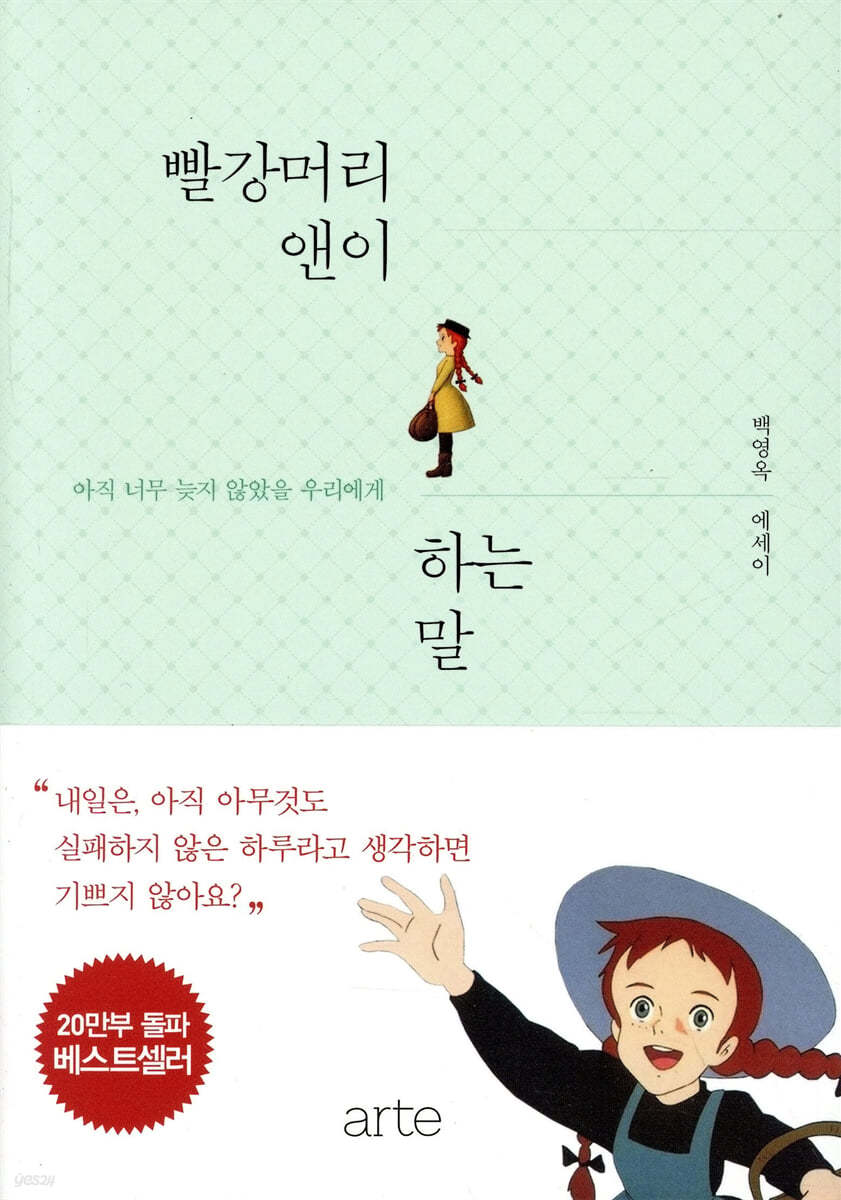 빨강머리
앤이
아직 너무 늦지 않았을 우리에게
하는
말
백영옥 에세이
“내일은, 아직 아무것도
실패하지 않은 하루라고 생각하면
기쁘지 않아요?”
20만부 돌파
베스트셀러
arte
yes24